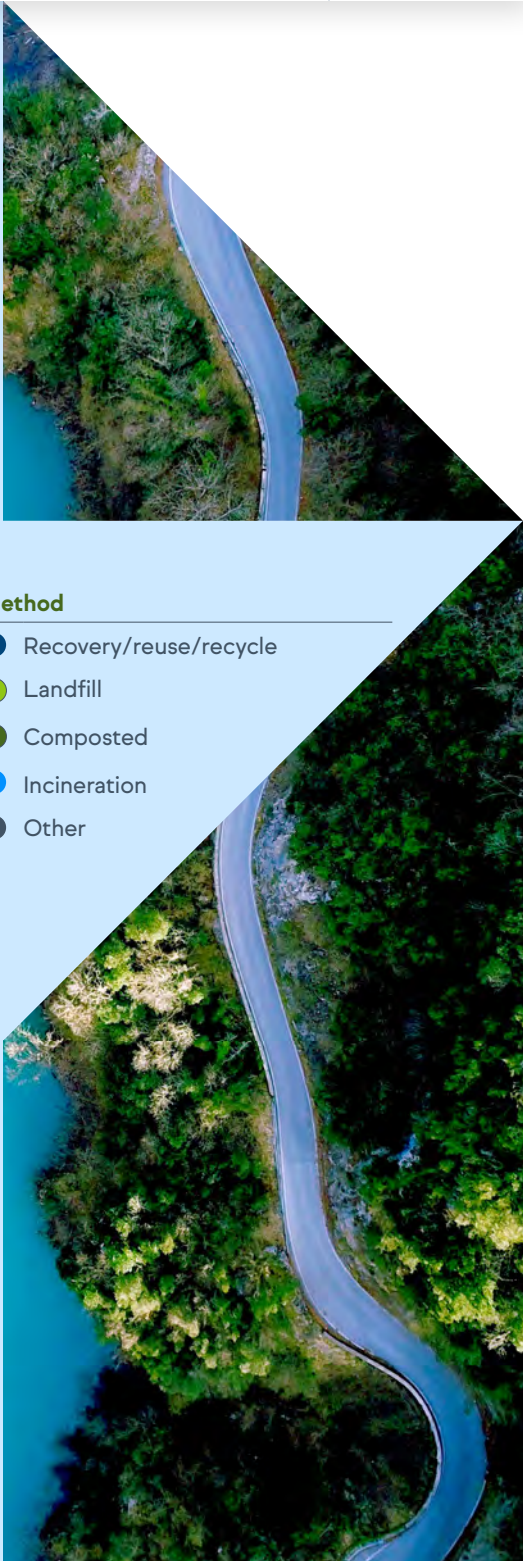 ethod
Recovery/reuse/recycle
Landfill
Composted
Incineration
Other